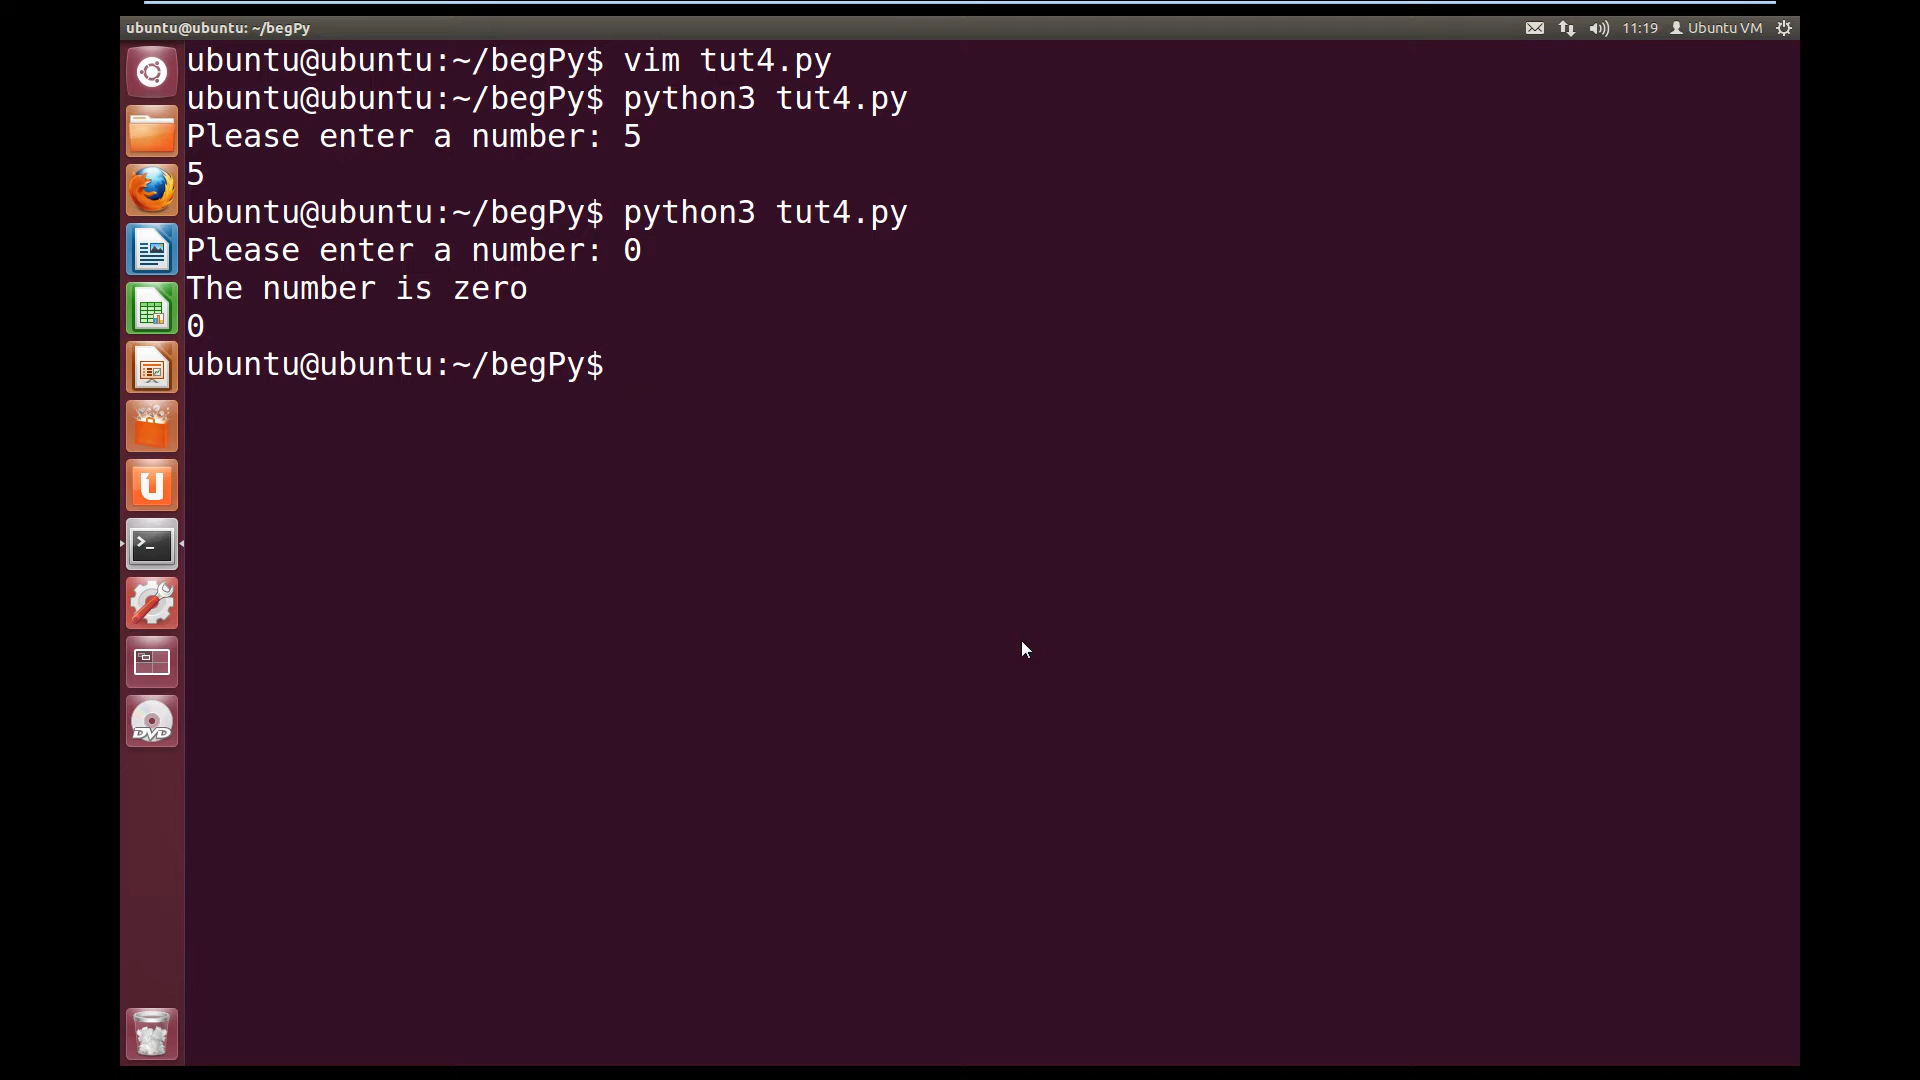 ubuntu@ubuntu: ~/begPy
11:19 Ubuntu VM
ubuntu@ubuntu:~/begPy$ vim tut4.py
ubuntu@ubuntu:~/begPy$ python3 tut4.py
Please enter a number: 5
5
ubuntu@ubuntu:~/begPy$ python3 tut4.py
Please enter a number: 0
The number is zero
0
ubuntu@ubuntu:~/begPy$
DVD